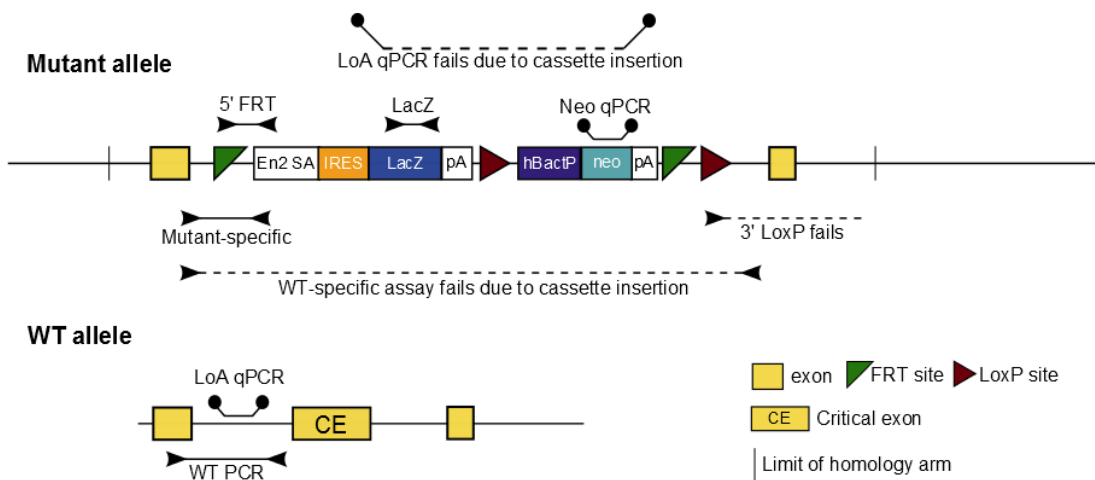 LoA qPCR fails due to cassette insertion
Mutant allele
5' FRT
LacZ
Neo qPCR
En2 SA
IRES
LacZ
pA
hBactP
neo
pA
Mutant-specific
3' LoxP fails
WT-specific assay fails due to cassette insertion
WT allele
LoA qPCR
CE
WT PCR
exon
FRT site
LoxP site
CE
Critical exon
Limit of homology arm